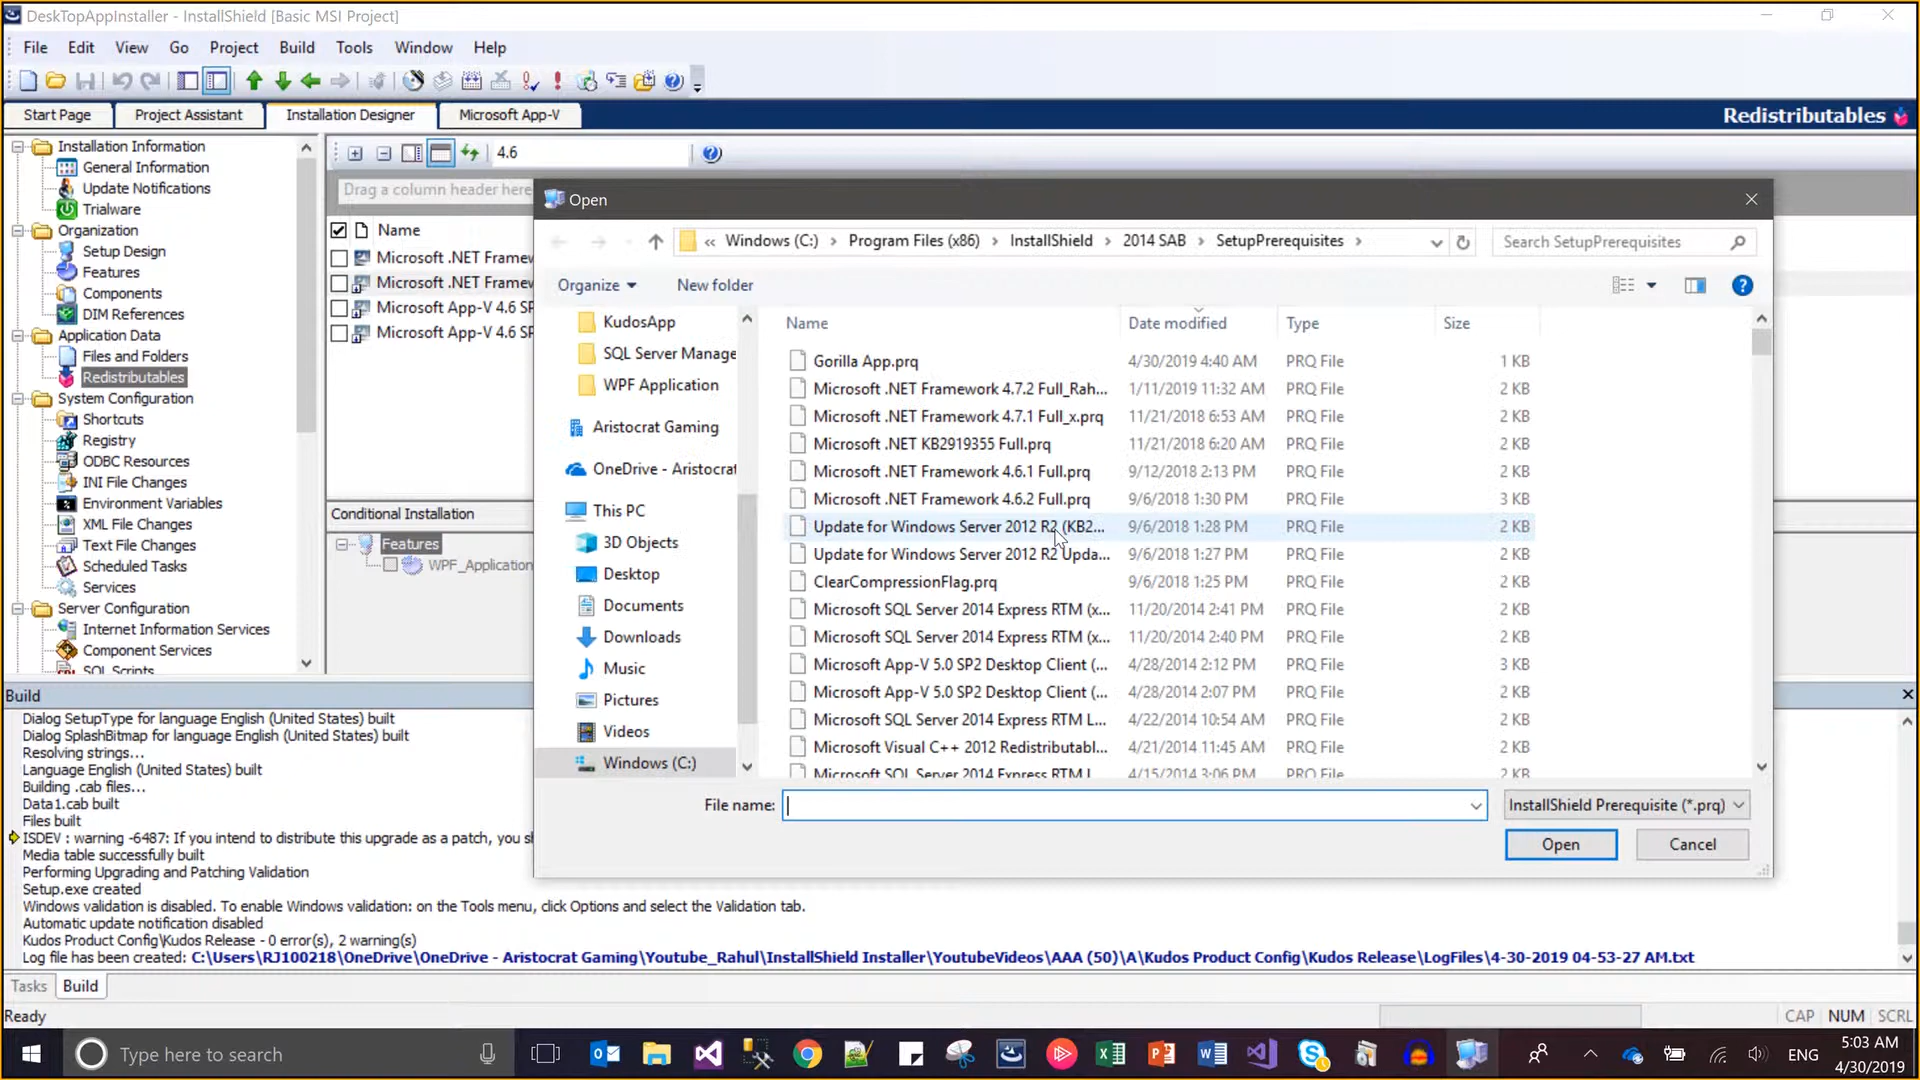 DeskTopAppInstaller - InstallShield [Basic MSI Project]
File Edit View Go Project Build Tools Window Help
Start Page Project Assistant Installation Designer Microsoft App-V Redistributables
Installation Information
General Information
Update Notifications
Trialware
Organization
Setup Design
Features
Components
DIM References
Application Data
Files and Folders
Redistributables
System Configuration
Shortcuts
Registry
ODBC Resources
INI File Changes
Environment Variables
XML File Changes
Text File Changes
Scheduled Tasks
Services
Server Configuration
Internet Information Services
Component Services
SQL Scripts
4.6
Drag a column header here
Name
Microsoft .NET Framew
Microsoft .NET Framew
Microsoft App-V 4.6 SP
Microsoft App-V 4.6 SP
Conditional Installation
Features
WPF_Application
Open
« Windows (C:) › Program Files (x86) › InstallShield › 2014 SAB › SetupPrerequisites ›
Search SetupPrerequisites
Organize New folder
KudosApp
SQL Server Manage
WPF Application
Aristocrat Gaming
OneDrive - Aristocrat
This PC
3D Objects
Desktop
Documents
Downloads
Music
Pictures
Videos
Windows (C:)
Name Date modified Type Size
Gorilla App.prq 4/30/2019 4:40 AM PRQ File 1 KB
Microsoft .NET Framework 4.7.2 Full_Rah... 1/11/2019 11:32 AM PRQ File 2 KB
Microsoft .NET Framework 4.7.1 Full_x.prq 11/21/2018 6:53 AM PRQ File 2 KB
Microsoft .NET KB2919355 Full.prq 11/21/2018 6:20 AM PRQ File 2 KB
Microsoft .NET Framework 4.6.1 Full.prq 9/12/2018 2:13 PM PRQ File 2 KB
Microsoft .NET Framework 4.6.2 Full.prq 9/6/2018 1:30 PM PRQ File 3 KB
Update for Windows Server 2012 R2 (KB2... 9/6/2018 1:28 PM PRQ File 2 KB
Update for Windows Server 2012 R2 Upda... 9/6/2018 1:27 PM PRQ File 2 KB
ClearCompressionFlag.prq 9/6/2018 1:25 PM PRQ File 2 KB
Microsoft SQL Server 2014 Express RTM (x... 11/20/2014 2:41 PM PRQ File 2 KB
Microsoft SQL Server 2014 Express RTM (x... 11/20/2014 2:40 PM PRQ File 2 KB
Microsoft App-V 5.0 SP2 Desktop Client (... 4/28/2014 2:12 PM PRQ File 3 KB
Microsoft App-V 5.0 SP2 Desktop Client (... 4/28/2014 2:07 PM PRQ File 2 KB
Microsoft SQL Server 2014 Express RTM L... 4/22/2014 10:54 AM PRQ File 2 KB
Microsoft Visual C++ 2012 Redistributabl... 4/21/2014 11:45 AM PRQ File 2 KB
Microsoft SQL Server 2014 Express RTM L 4/15/2014 3:06 PM PRQ File 2 KB
File name: InstallShield Prerequisite (*.prq)
Open Cancel
Build
Dialog SetupType for language English (United States) built
Dialog SplashBitmap for language English (United States) built
Resolving strings...
Language English (United States) built
Building .cab files...
Data1.cab built
Files built
ISDEV : warning -6487: If you intend to distribute this upgrade as a patch, you sh
Media table successfully built
Performing Upgrading and Patching Validation
Setup.exe created
Windows validation is disabled. To enable Windows validation: on the Tools menu, click Options and select the Validation tab.
Automatic update notification disabled
Kudos Product Config\Kudos Release - 0 error(s), 2 warning(s)
Log file has been created: C:\Users\RJ100218\OneDrive\OneDrive - Aristocrat Gaming\Youtube_Rahul\InstallShield Installer\YoutubeVideos\AAA (50)\A\Kudos Product Config\Kudos Release\LogFiles\4-30-2019 04-53-27 AM.txt
Tasks Build
Ready CAP NUM SCRL
Type here to search
ENG
5:03 AM
4/30/2019